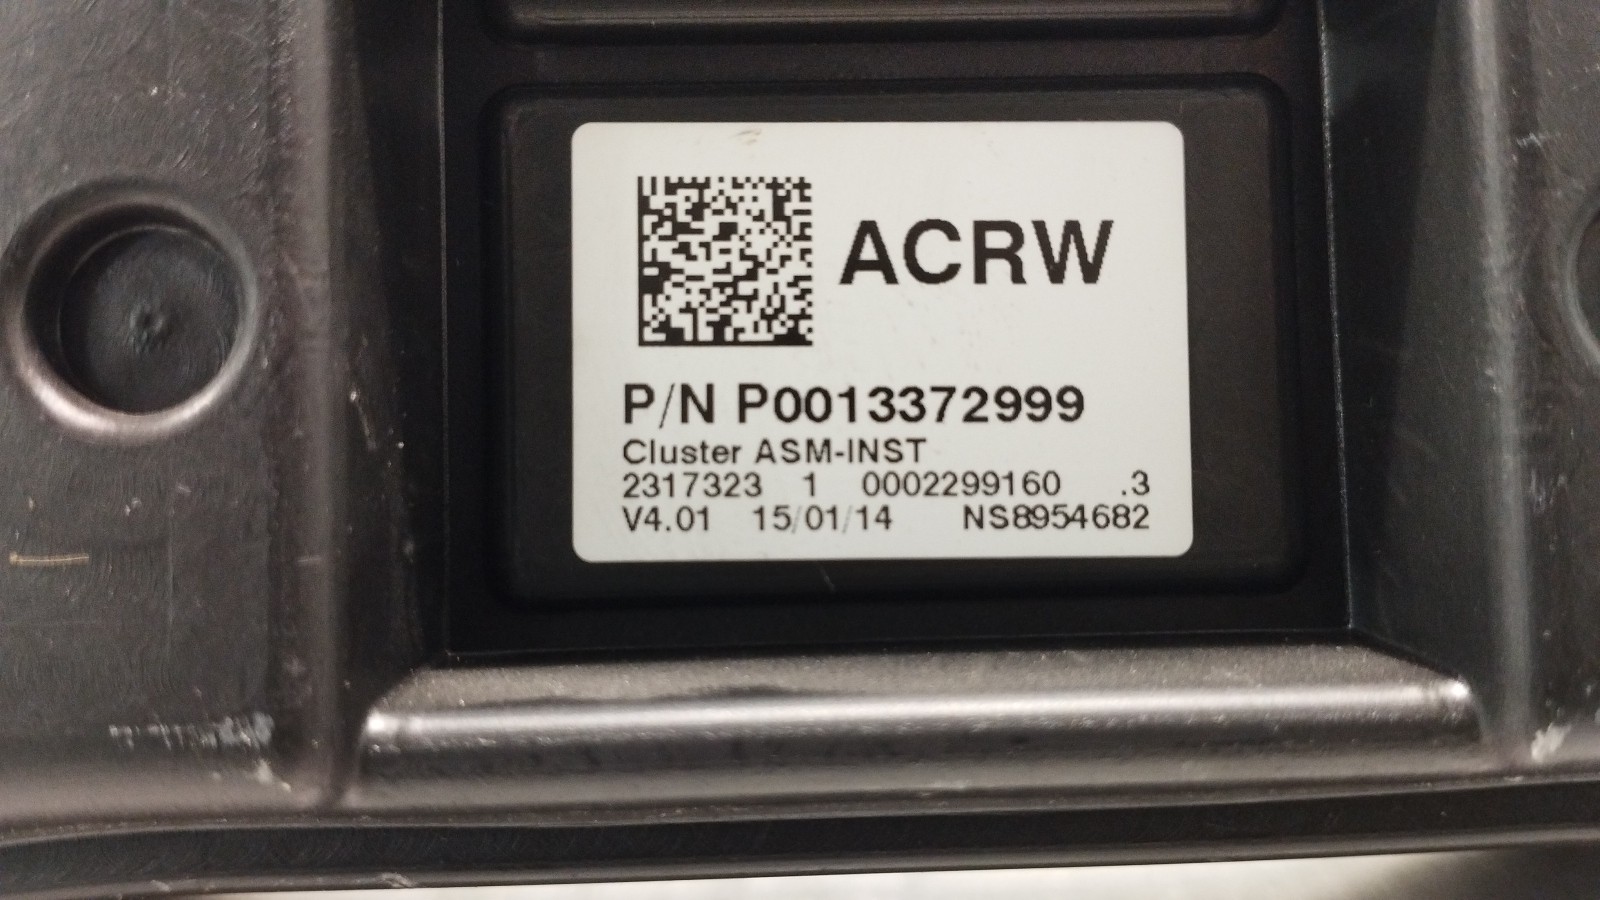 ACRW
P/N P0013372999
Cluster ASM-INST
2317323 1 0002299160 .3
V4.01 15/01/14 NS8954682